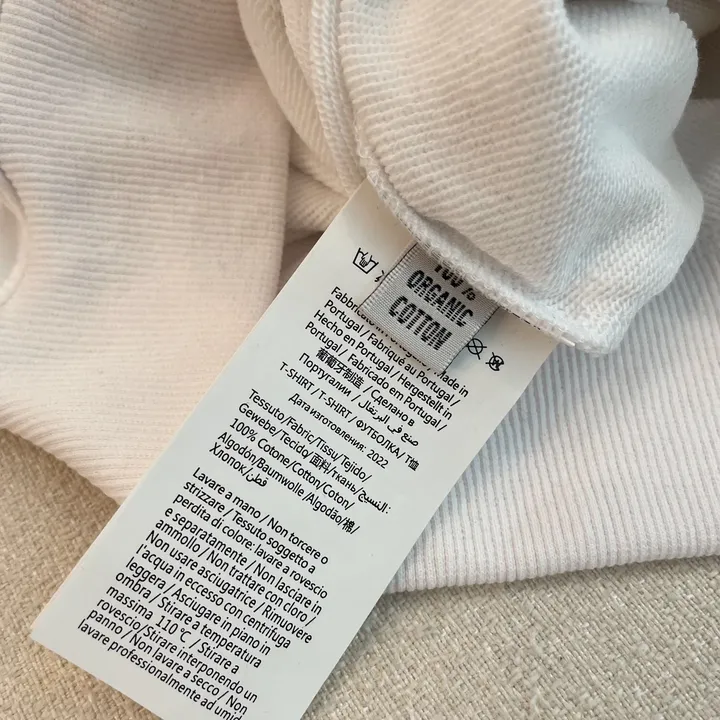 100%
ORGANIC
COTTON
Made in
Portugal / Fabriqué au Portugal /
Hecho en Portugal / Hergestellt in
Portugal / Fabricado em Portugal /
葡萄牙制造 / Сделано в
Португалии / صنع في البرتغال
T-SHIRT / T-SHIRT / ФУТБОЛКА / T恤
Дата изготовления: 2022
Tessuto/Fabric/Tissu/Tejido/
Gewebe/Tecido/面料/ткань/النسيج:
100% Cotone/Cotton/Coton/
Algodón/Baumwolle/Algodão/棉/
Хлопок/قطن
Lavare a mano / Non torcere o
strizzare / Tessuto soggetto a
perdita di colore: lavare a rovescio
e separatamente / Non lasciare in
ammollo / Non trattare con cloro /
Non usare asciugatrice / Rimuovere
l'acqua in eccesso con centrifuga
leggera / Asciugare in piano in
ombra / Stirare a temperatura
massima 110°C / Stirare a
rovescio/Stirare interponendo un
panno / Non lavare a secco / Non
lavare professionalmente ad umido